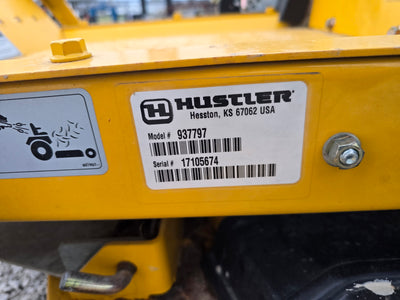 HUSTLER
Hesston, KS 67062 USA
Model # 937797
Serial # 17105674